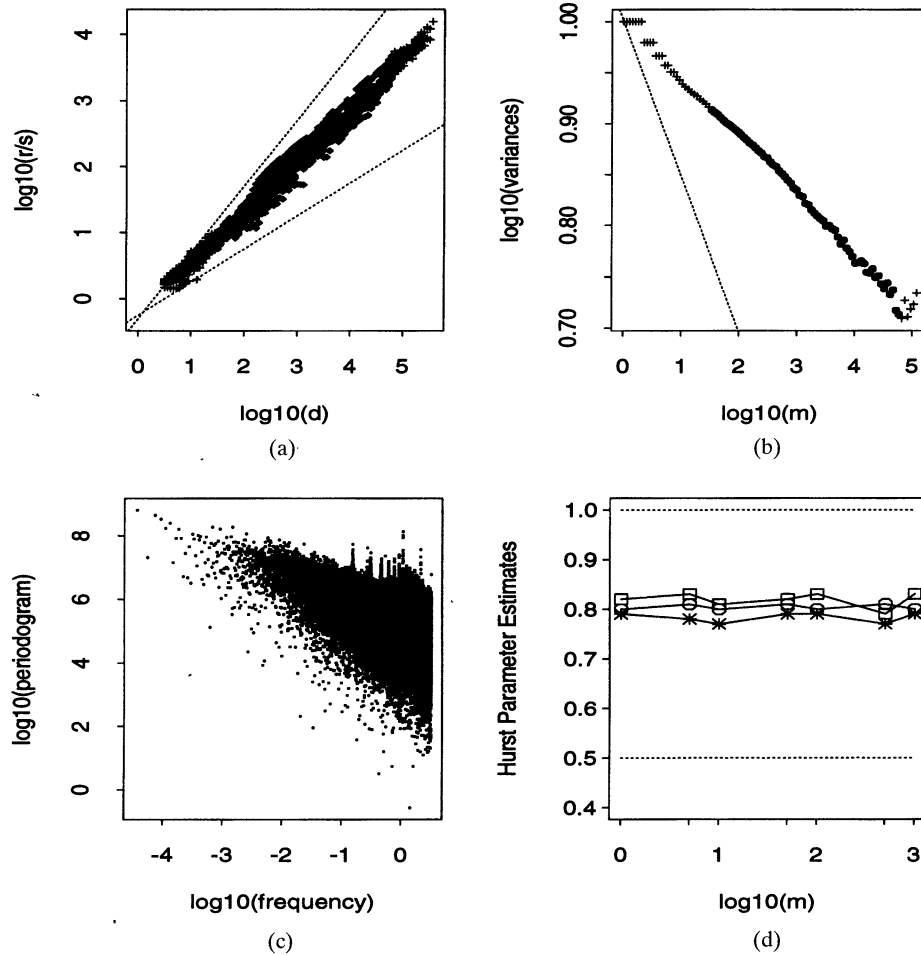 log10(r/s)
4
3
2
1
0
0 1 2 3 4 5
log10(d)
(a)
log10(variances)
1.00
0.90
0.80
0.70
0 1 2 3 4 5
log10(m)
(b)
log10(periodogram)
8
6
4
2
0
-4 -3 -2 -1 0
log10(frequency)
(c)
Hurst Parameter Estimates
1.0
0.9
0.8
0.7
0.6
0.5
0.4
0 1 2 3
log10(m)
(d)